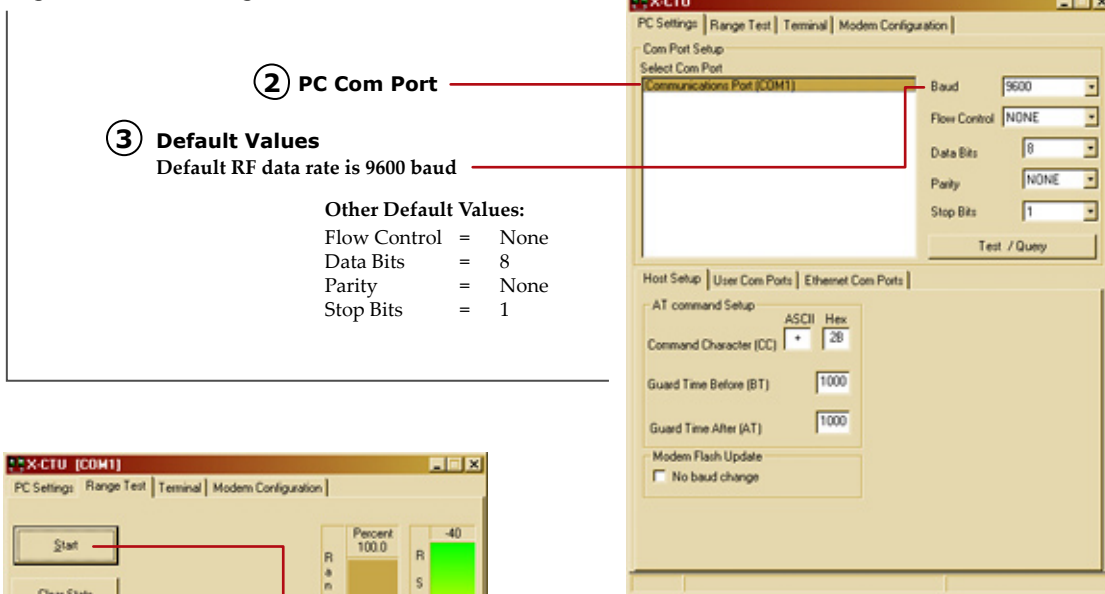 ② PC Com Port
③ Default Values
Default RF data rate is 9600 baud
Other Default Values:
Flow Control = None
Data Bits = 8
Parity = None
Stop Bits = 1
X-CTU
PC Settings Range Test Terminal Modem Configuration
Com Port Setup
Select Com Port
Communications Port (COM1)
Baud 9600
Flow Control NONE
Data Bits 8
Parity NONE
Stop Bits 1
Test / Query
Host Setup User Com Ports Ethernet Com Ports
AT command Setup
ASCII Hex
Command Character (CC) + 2B
Guard Time Before (BT) 1000
Guard Time After (AT) 1000
Modem Flash Update
No baud change
X-CTU [COM1]
PC Settings Range Test Terminal Modem Configuration
Start
Percent
100.0
R
a
n
-40
R
S